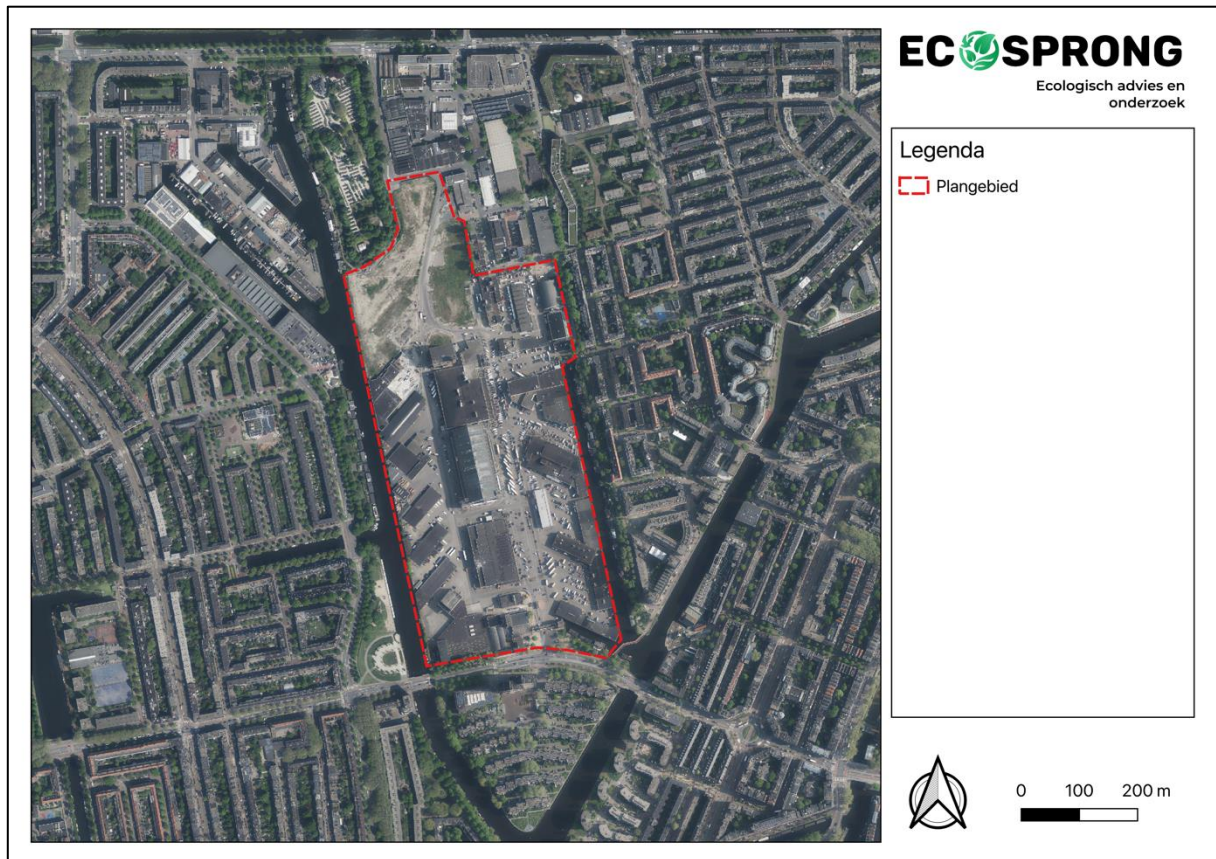 ECOSPRONG
Ecologisch advies en
onderzoek
Legenda
Plangebied
0 100 200 m